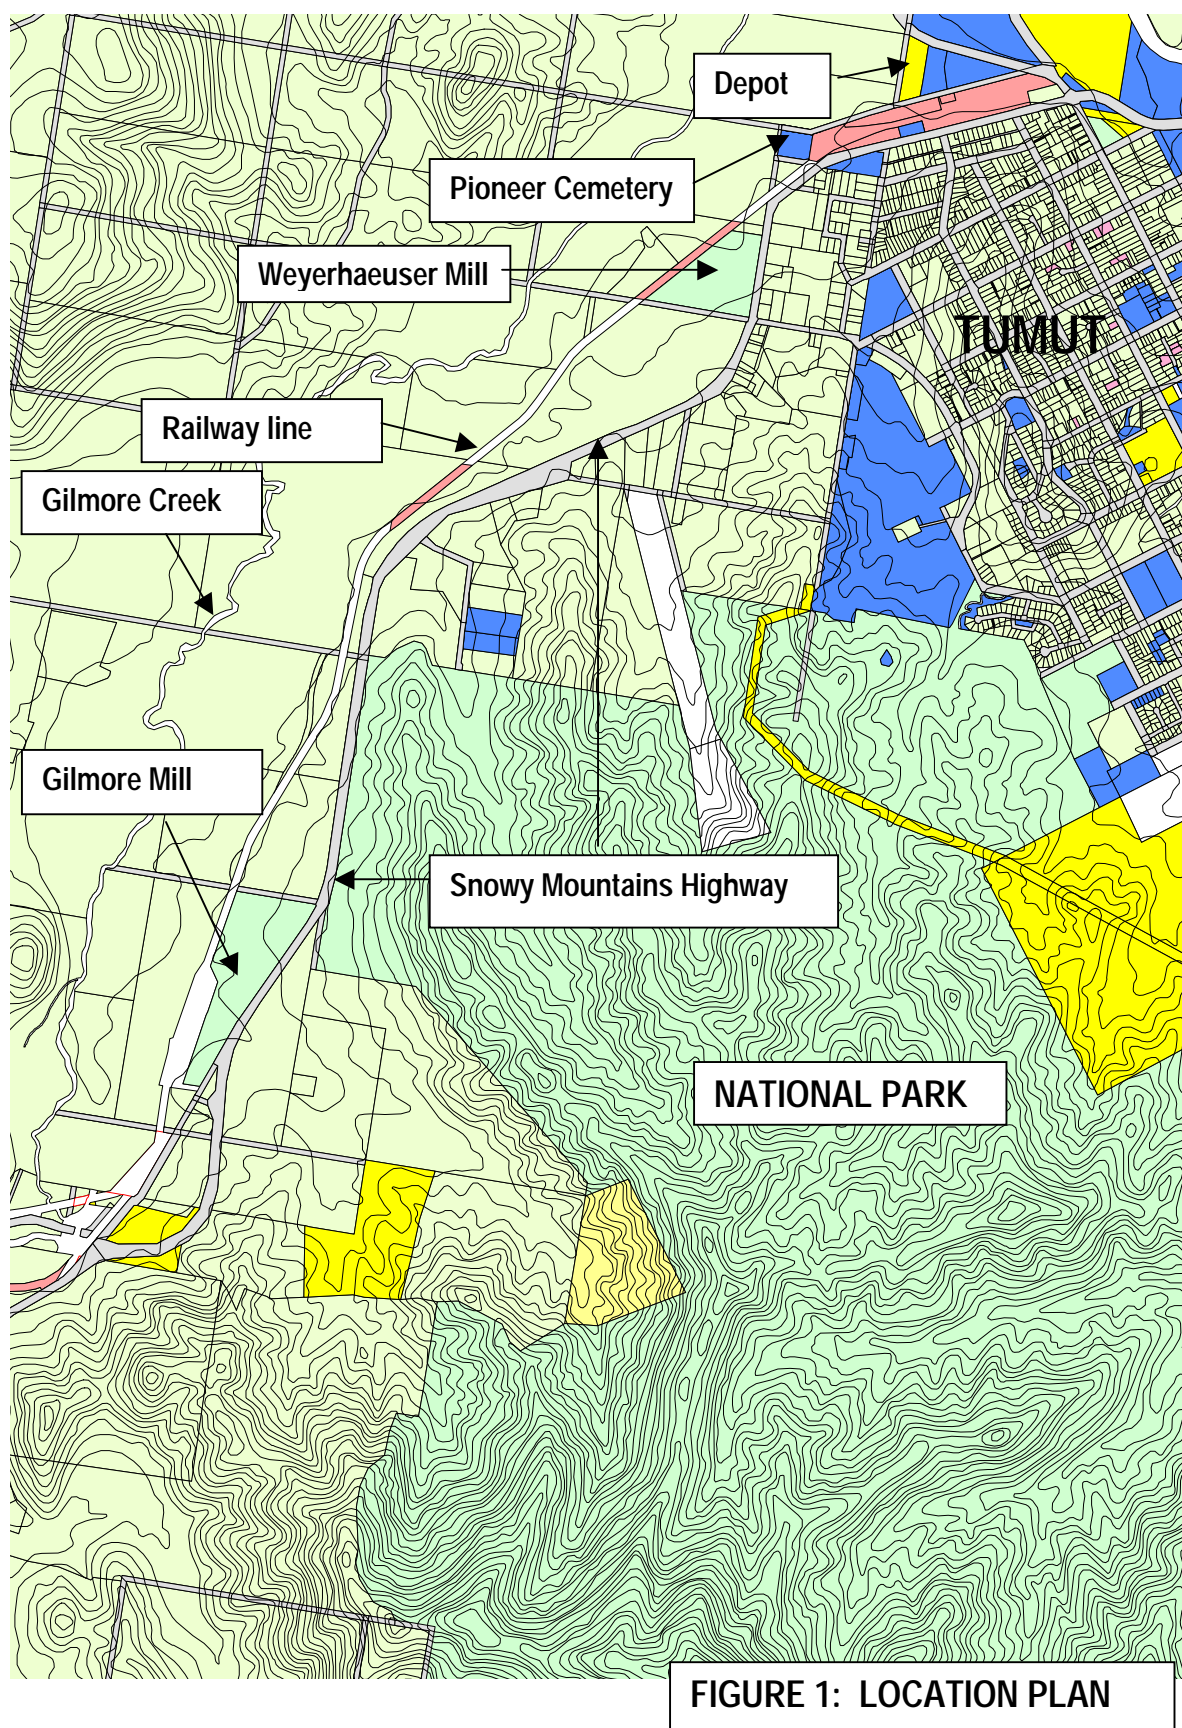 Depot
Pioneer Cemetery
Weyerhaeuser Mill
TUMUT
Railway line
Gilmore Creek
Gilmore Mill
Snowy Mountains Highway
NATIONAL PARK
FIGURE 1: LOCATION PLAN